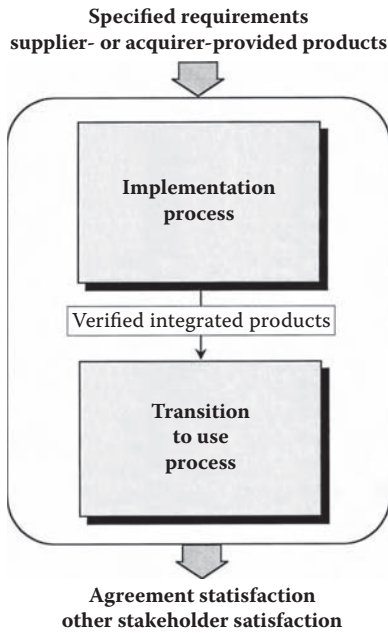 Specified requirements
supplier- or acquirer-provided products
Implementation
process
Verified integrated products
Transition
to use
process
Agreement statisfaction
other stakeholder satisfaction